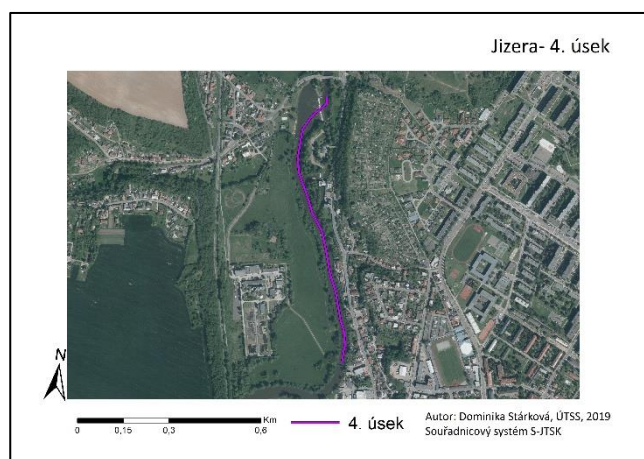 Jizera- 4. úsek
N
Km
0 0,15 0,3 0,6
4. úsek
Autor: Dominika Stárková, ÚTSS, 2019
Souřadnicový systém S-JTSK